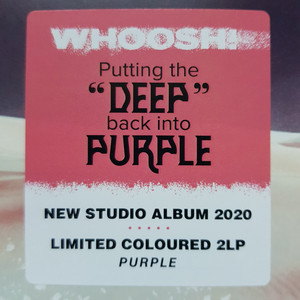 WHOOSH!
Putting the
“DEEP”
back into
PURPLE
NEW STUDIO ALBUM 2020
LIMITED COLOURED 2LP
PURPLE